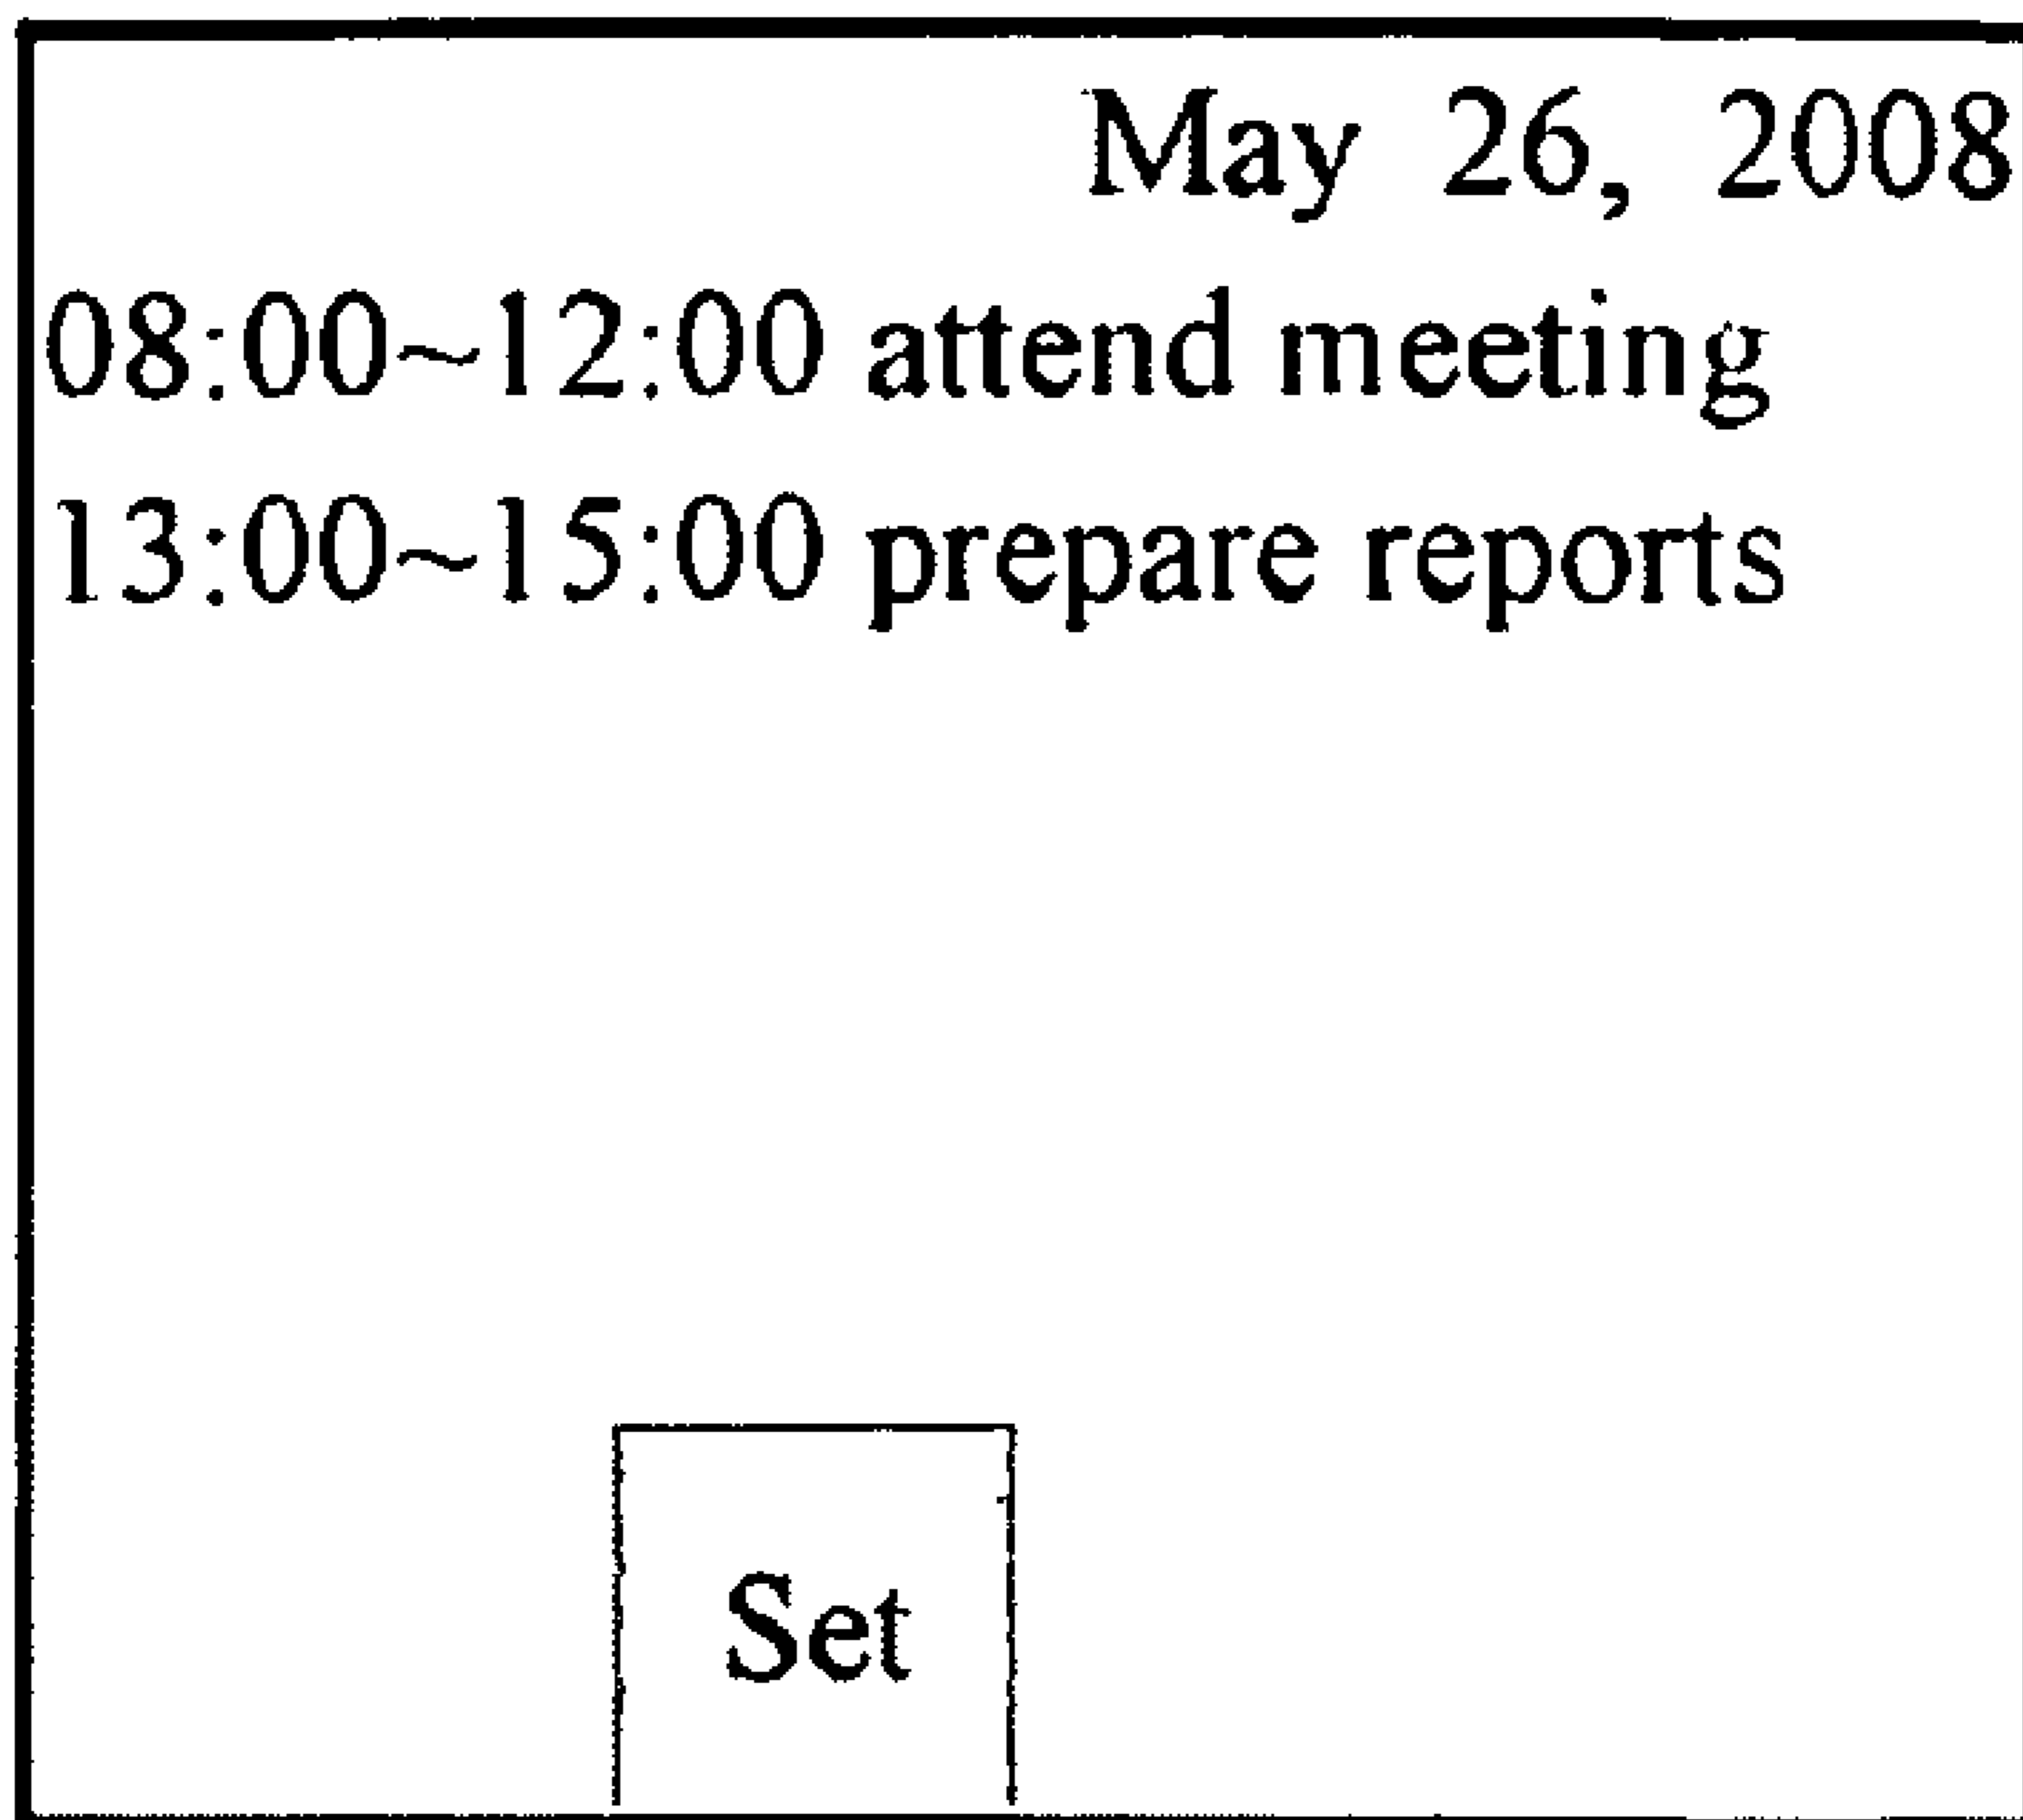 May 26, 2008
08:00~12:00 attend meeting
13:00~15:00 prepare reports
Set